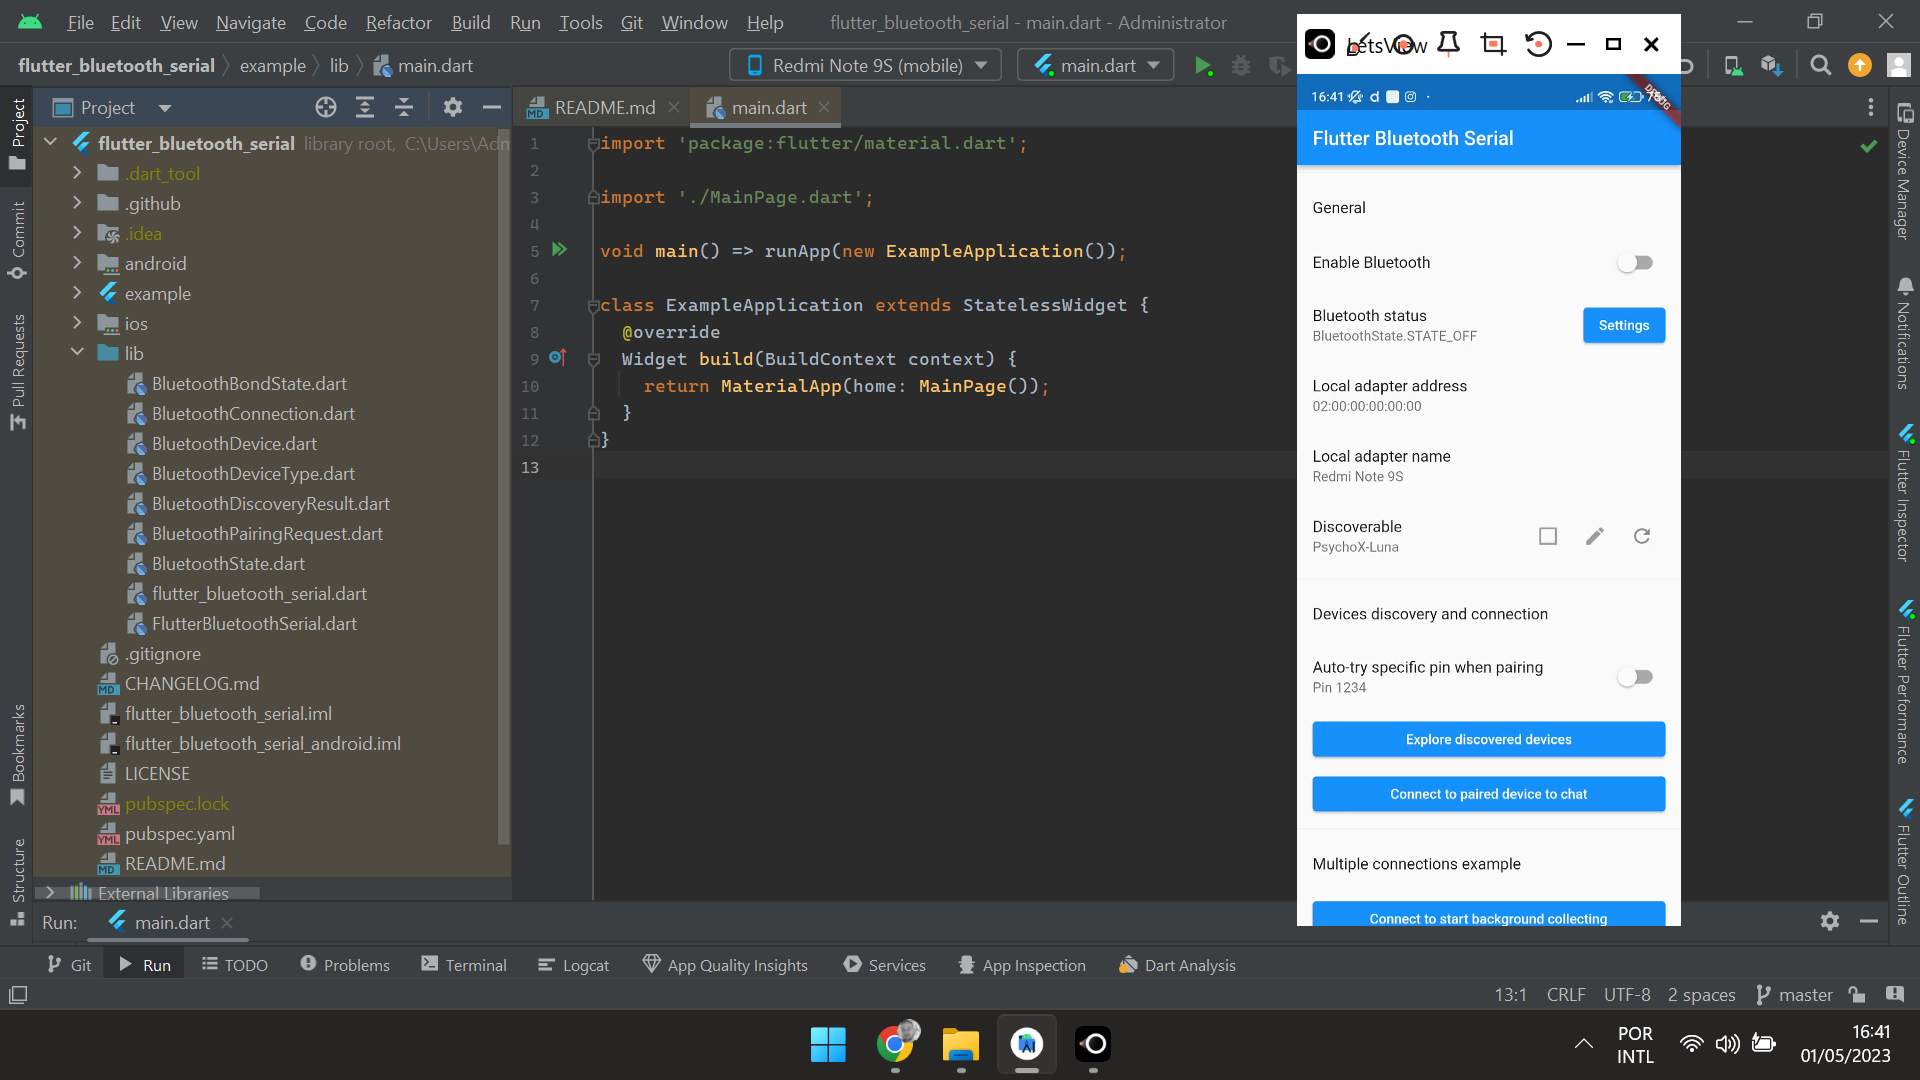 File Edit View Navigate Code Refactor Build Run Tools Git Window Help flutter_bluetooth_serial - main.dart - Administrator
flutter_bluetooth_serial example lib main.dart Redmi Note 9S (mobile) main.dart
Project
README.md main.dart
flutter_bluetooth_serial library root, C:\Users\Adm
.dart_tool
.github
.idea
android
example
ios
lib
BluetoothBondState.dart
BluetoothConnection.dart
BluetoothDevice.dart
BluetoothDeviceType.dart
BluetoothDiscoveryResult.dart
BluetoothPairingRequest.dart
BluetoothState.dart
flutter_bluetooth_serial.dart
FlutterBluetoothSerial.dart
.gitignore
CHANGELOG.md
flutter_bluetooth_serial.iml
flutter_bluetooth_serial_android.iml
LICENSE
pubspec.lock
pubspec.yaml
README.md
External Libraries
Project
Commit
Pull Requests
Bookmarks
Structure
1 import 'package:flutter/material.dart';
2
3 import './MainPage.dart';
4
5 void main() => runApp(new ExampleApplication());
6
7 class ExampleApplication extends StatelessWidget {
8 @override
9 Widget build(BuildContext context) {
10 return MaterialApp(home: MainPage());
11 }
12 }
13
LetsView
16:41
DEBUG
Flutter Bluetooth Serial
General
Enable Bluetooth
Bluetooth status
BluetoothState.STATE_OFF
Settings
Local adapter address
02:00:00:00:00:00
Local adapter name
Redmi Note 9S
Discoverable
PsychoX-Luna
Devices discovery and connection
Auto-try specific pin when pairing
Pin 1234
Explore discovered devices
Connect to paired device to chat
Multiple connections example
Connect to start background collecting
Device Manager
Notifications
Flutter Inspector
Flutter Performance
Flutter Outline
Run: main.dart
Git Run TODO Problems Terminal Logcat App Quality Insights Services App Inspection Dart Analysis
13:1 CRLF UTF-8 2 spaces master
POR
INTL
16:41
01/05/2023